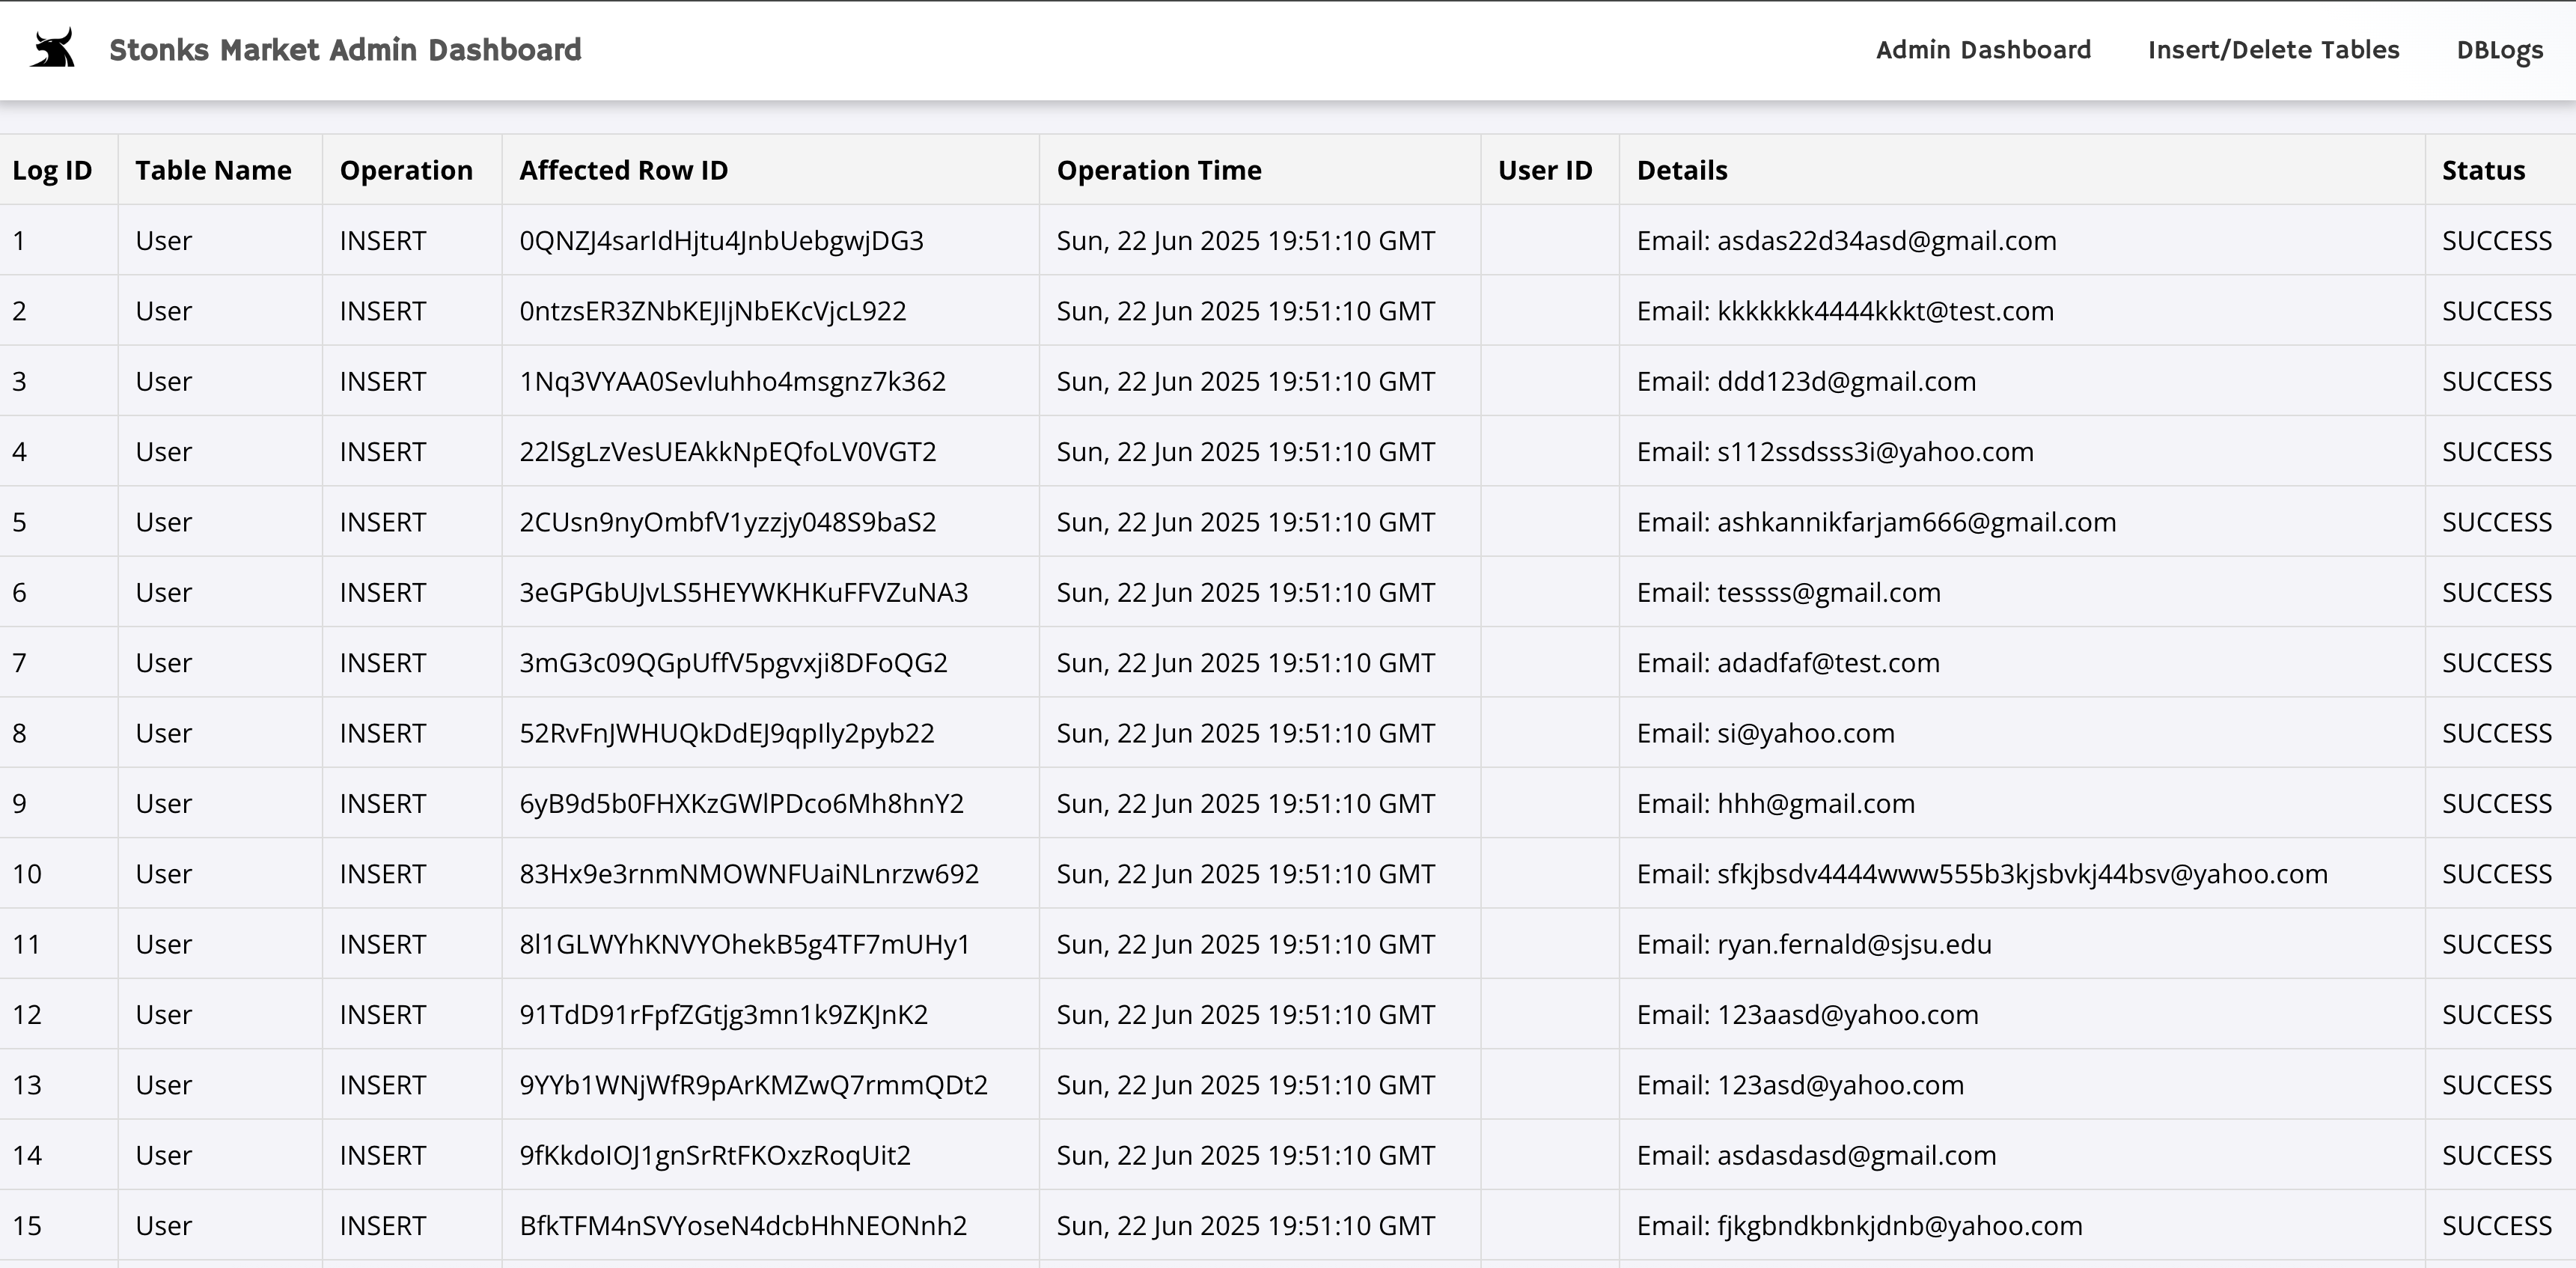 Stonks Market Admin Dashboard Admin Dashboard Insert/Delete Tables DBLogs
Log ID Table Name Operation Affected Row ID Operation Time User ID Details Status
1 User INSERT 0QNZJ4sarIdHjtu4JnbUebgwjDG3 Sun, 22 Jun 2025 19:51:10 GMT Email: asdas22d34asd@gmail.com SUCCESS
2 User INSERT 0ntzsER3ZNbKEJIjNbEKcVjcL922 Sun, 22 Jun 2025 19:51:10 GMT Email: kkkkkkk4444kkkt@test.com SUCCESS
3 User INSERT 1Nq3VYAA0Sevluhho4msgnz7k362 Sun, 22 Jun 2025 19:51:10 GMT Email: ddd123d@gmail.com SUCCESS
4 User INSERT 22lSgLzVesUEAkkNpEQfoLV0VGT2 Sun, 22 Jun 2025 19:51:10 GMT Email: s112ssdsss3i@yahoo.com SUCCESS
5 User INSERT 2CUsn9nyOmbfV1yzzjy048S9baS2 Sun, 22 Jun 2025 19:51:10 GMT Email: ashkannikfarjam666@gmail.com SUCCESS
6 User INSERT 3eGPGbUJvLS5HEYWKHKuFFVZuNA3 Sun, 22 Jun 2025 19:51:10 GMT Email: tessss@gmail.com SUCCESS
7 User INSERT 3mG3c09QGpUffV5pgvxji8DFoQG2 Sun, 22 Jun 2025 19:51:10 GMT Email: adadfaf@test.com SUCCESS
8 User INSERT 52RvFnJWHUQkDdEJ9qpIly2pyb22 Sun, 22 Jun 2025 19:51:10 GMT Email: si@yahoo.com SUCCESS
9 User INSERT 6yB9d5b0FHXKzGWlPDco6Mh8hnY2 Sun, 22 Jun 2025 19:51:10 GMT Email: hhh@gmail.com SUCCESS
10 User INSERT 83Hx9e3rnmNMOWNFUaiNLnrzw692 Sun, 22 Jun 2025 19:51:10 GMT Email: sfkjbsdv4444www555b3kjsbvkj44bsv@yahoo.com SUCCESS
11 User INSERT 8l1GLWYhKNVYOhekB5g4TF7mUHy1 Sun, 22 Jun 2025 19:51:10 GMT Email: ryan.fernald@sjsu.edu SUCCESS
12 User INSERT 91TdD91rFpfZGtjg3mn1k9ZKJnK2 Sun, 22 Jun 2025 19:51:10 GMT Email: 123aasd@yahoo.com SUCCESS
13 User INSERT 9YYb1WNjWfR9pArKMZwQ7rmmQDt2 Sun, 22 Jun 2025 19:51:10 GMT Email: 123asd@yahoo.com SUCCESS
14 User INSERT 9fKkdoIOJ1gnSrRtFKOxzRoqUit2 Sun, 22 Jun 2025 19:51:10 GMT Email: asdasdasd@gmail.com SUCCESS
15 User INSERT BfkTFM4nSVYoseN4dcbHhNEONnh2 Sun, 22 Jun 2025 19:51:10 GMT Email: fjkgbndkbnkjdnb@yahoo.com SUCCESS